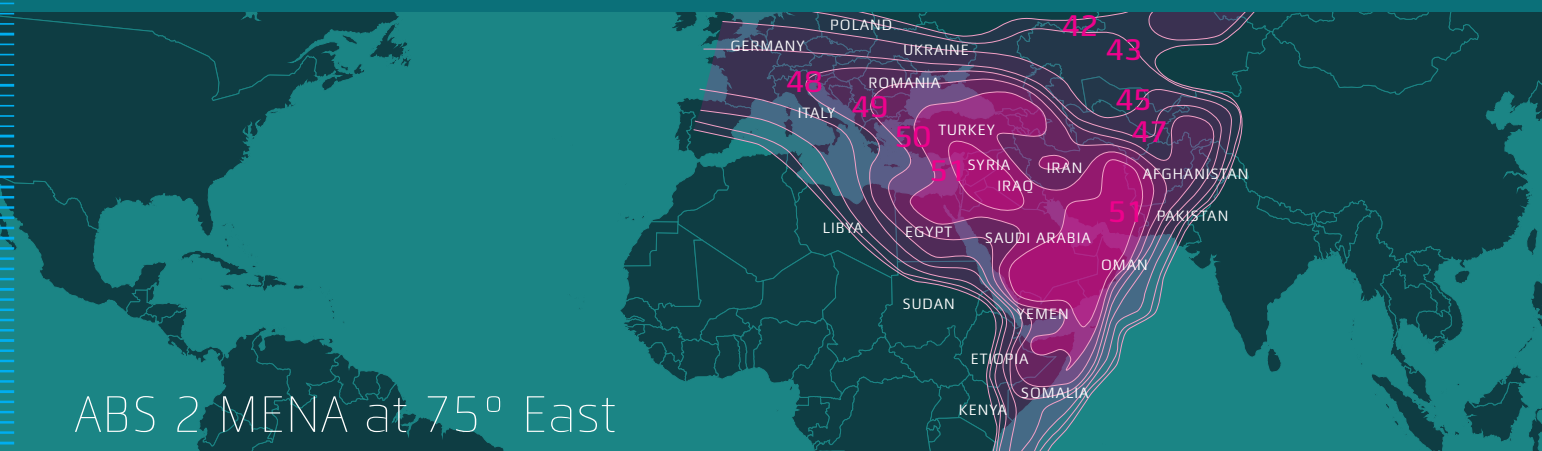 42
POLAND
43
GERMANY
UKRAINE
48
ROMANIA
45
49
ITALY
47
50
TURKEY
51
SYRIA
IRAN
IRAQ
AFGHANISTAN
51
PAKISTAN
LIBYA
EGYPT
SAUDI ARABIA
OMAN
SUDAN
YEMEN
ETIOPIA
SOMALIA
KENYA
ABS 2 MENA at 75° East